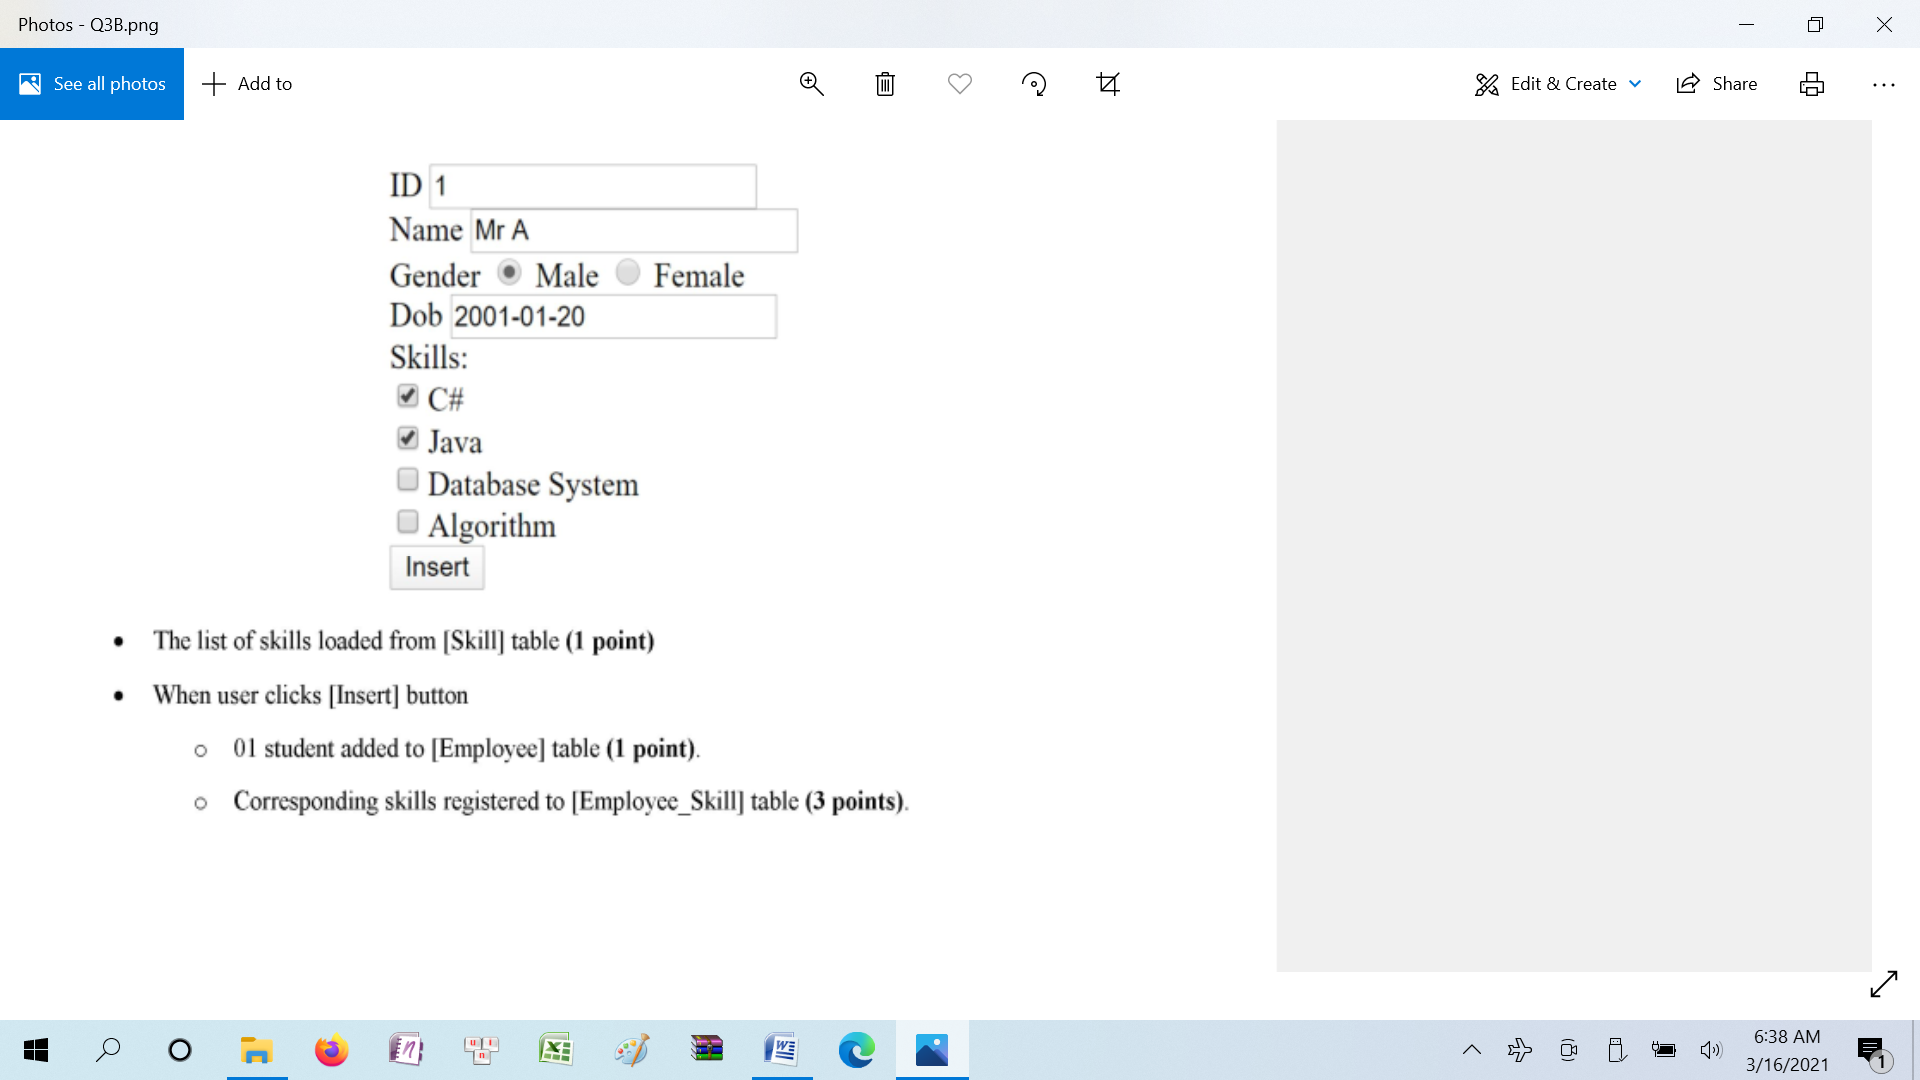 Photos - Q3B.png
See all photos
Add to
Edit & Create
Share
ID 1
Name Mr A
Gender Male Female
Dob 2001-01-20
Skills:
C#
Java
Database System
Algorithm
Insert
• The list of skills loaded from [Skill] table (1 point)
• When user clicks [Insert] button
o 01 student added to [Employee] table (1 point).
o Corresponding skills registered to [Employee_Skill] table (3 points).
6:38 AM
3/16/2021
1